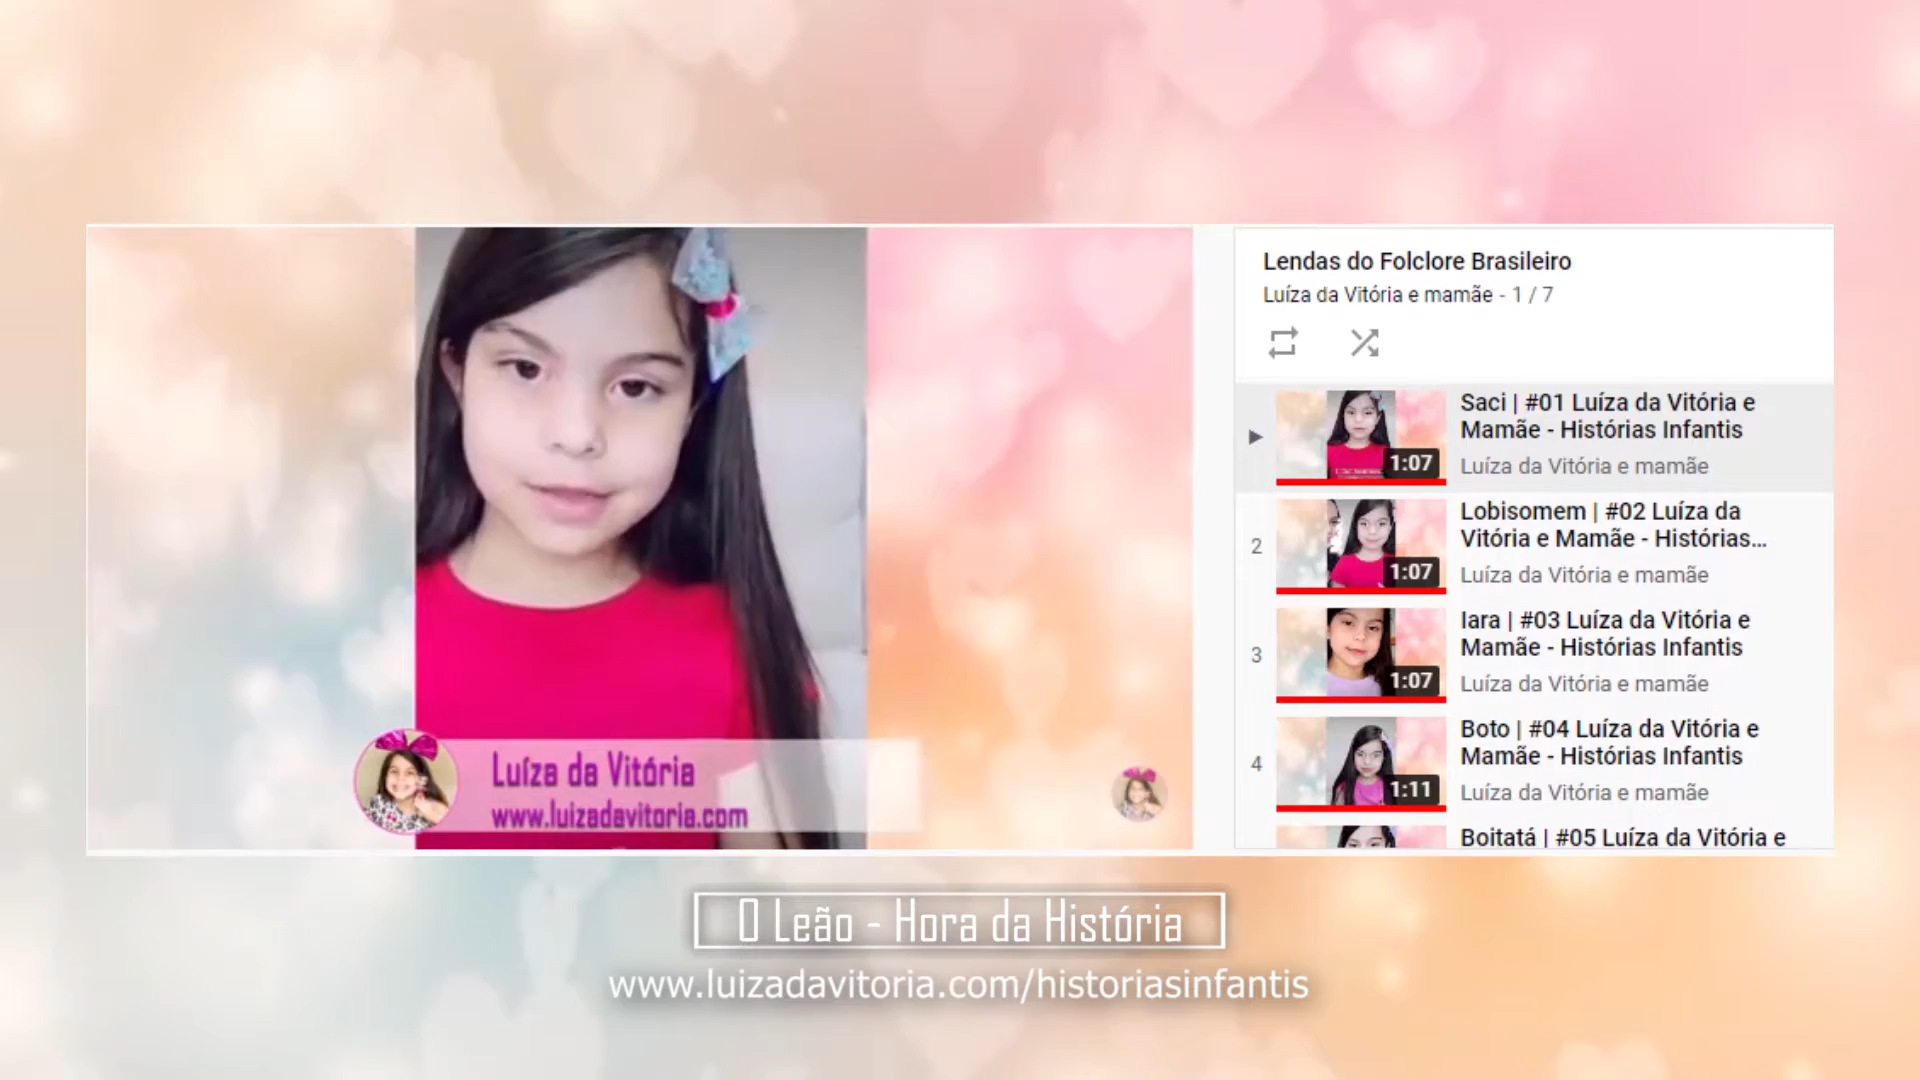 Lendas do Folclore Brasileiro
Luíza da Vitória e mamãe - 1 / 7
Saci | #01 Luíza da Vitória e
Mamãe - Histórias Infantis
Luíza da Vitória e mamãe
1:07
2
Lobisomem | #02 Luíza da
Vitória e Mamãe - Histórias...
Luíza da Vitória e mamãe
1:07
3
Iara | #03 Luíza da Vitória e
Mamãe - Histórias Infantis
Luíza da Vitória e mamãe
1:07
4
Boto | #04 Luíza da Vitória e
Mamãe - Histórias Infantis
Luíza da Vitória e mamãe
1:11
Boitatá | #05 Luíza da Vitória e
Luíza da Vitória
www.luizadavitoria.com
O Leão - Hora da História
www.luizadavitoria.com/historiasinfantis